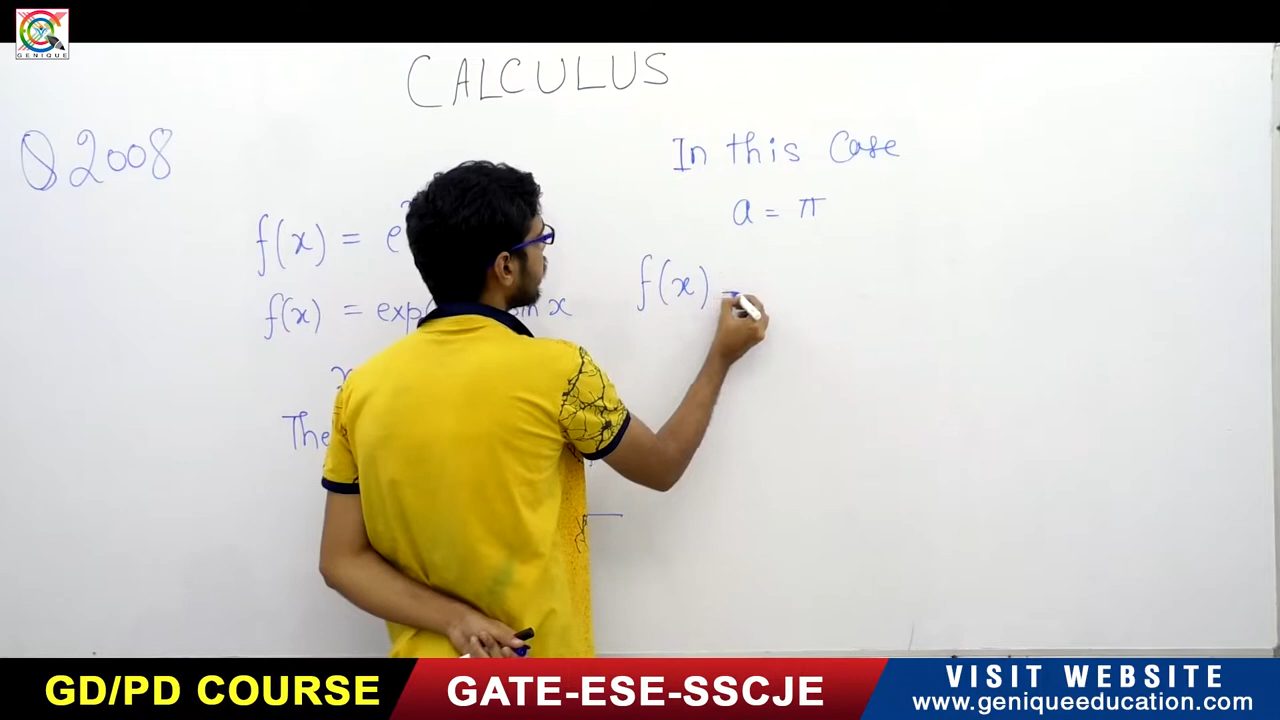 GENIQUE
CALCULUS
Q 2008
f(x) = e
f(x) = exp( sin x
x
The
In this Case
a = π
f(x) =
GD/PD COURSE
GATE-ESE-SSCJE
VISIT WEBSITE
www.geniqueeducation.com